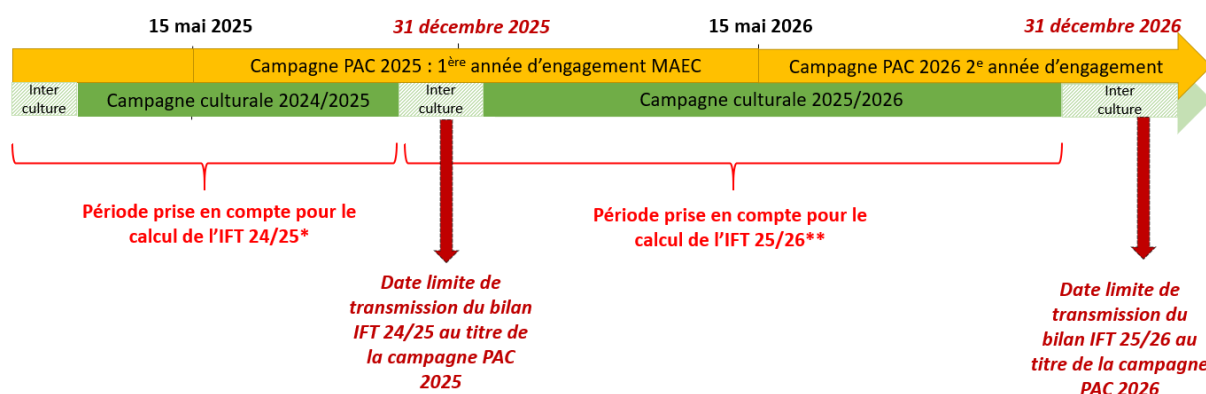 15 mai 2025
31 décembre 2025
15 mai 2026
31 décembre 2026
Campagne PAC 2025 : 1ère année d'engagement MAEC
Campagne PAC 2026 2e année d'engagement
Inter
culture
Campagne culturale 2024/2025
Inter
culture
Campagne culturale 2025/2026
Inter
culture
Période prise en compte pour le
calcul de l'IFT 24/25*
Période prise en compte pour le
calcul de l'IFT 25/26**
Date limite de
transmission du bilan
IFT 24/25 au titre de
la campagne PAC
2025
Date limite de
transmission du
bilan IFT 25/26 au
titre de la campagne
PAC 2026